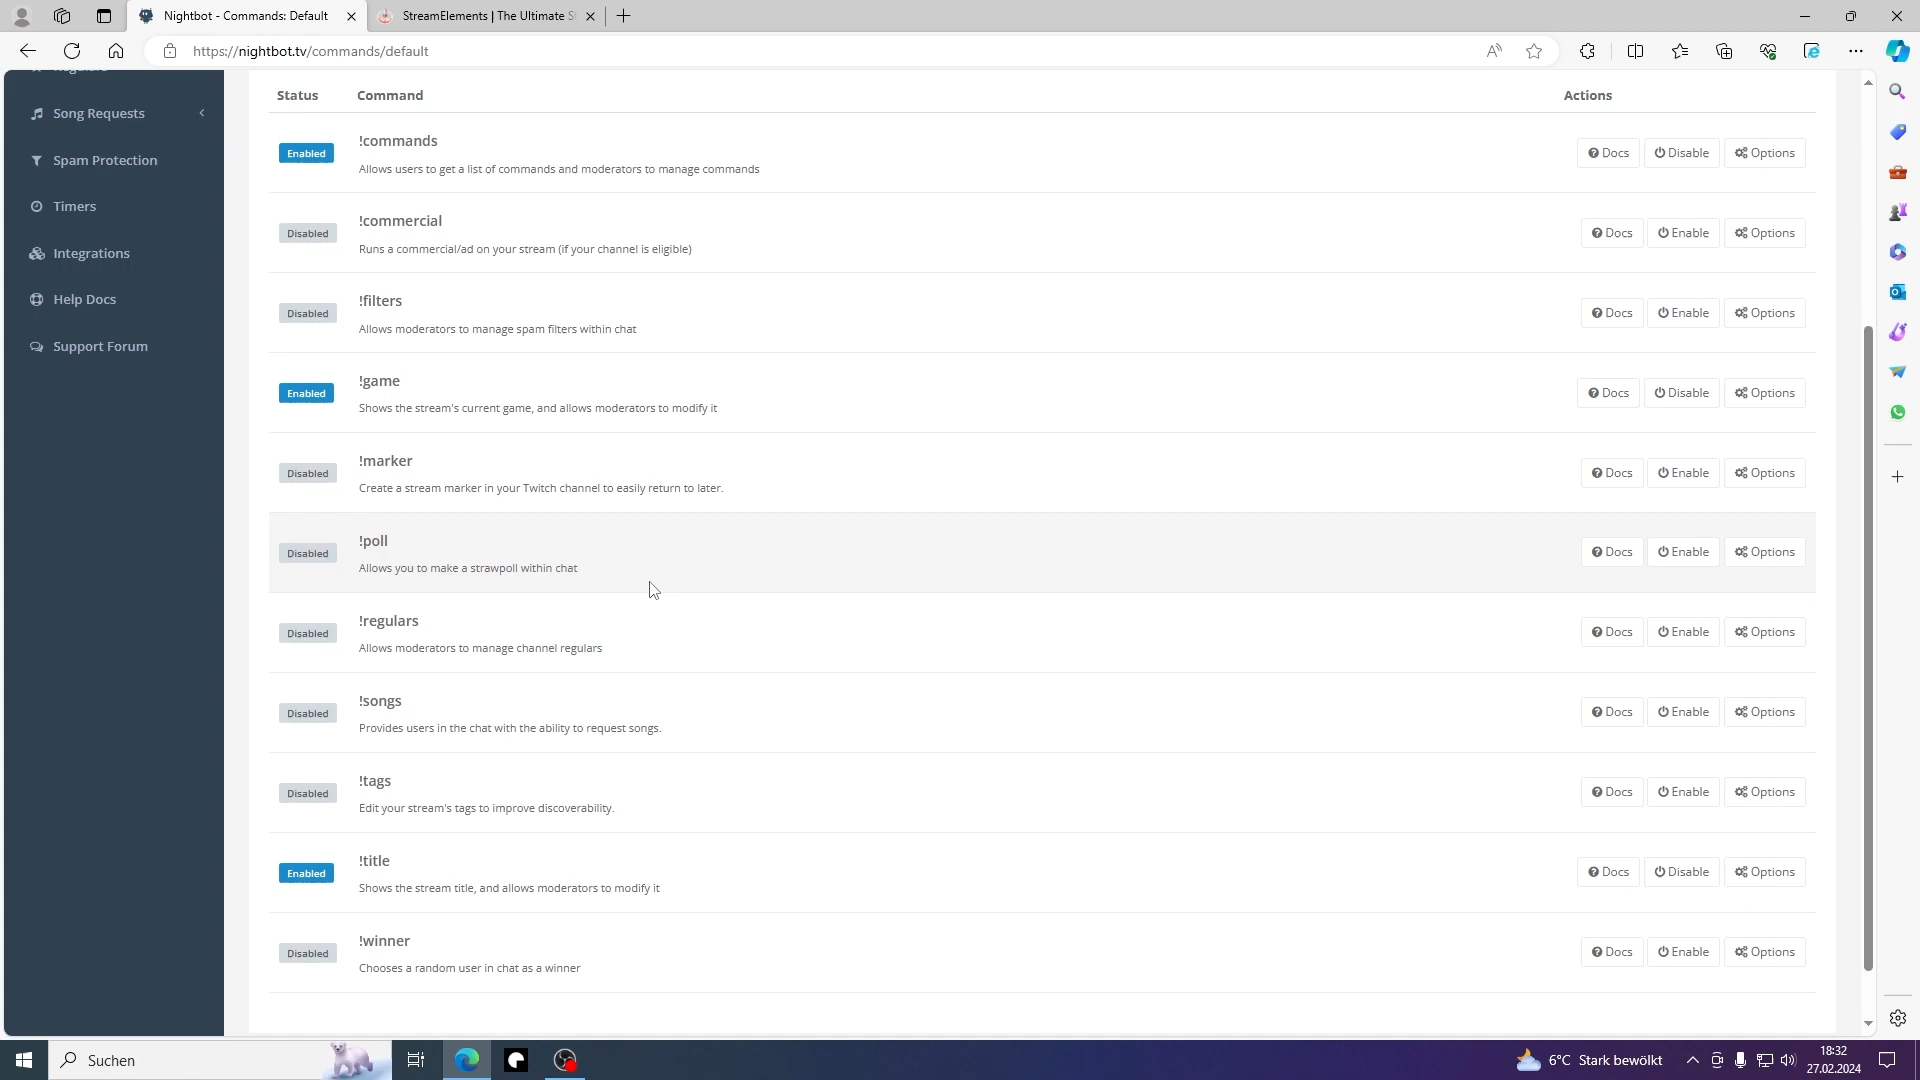 Nightbot - Commands: Default
StreamElements | The Ultimate S
https://nightbot.tv/commands/default
Regulars
Song Requests
Spam Protection
Timers
Integrations
Help Docs
Support Forum
Status Command Actions
Enabled !commands
Allows users to get a list of commands and moderators to manage commands
Docs Disable Options
Disabled !commercial
Runs a commercial/ad on your stream (if your channel is eligible)
Docs Enable Options
Disabled !filters
Allows moderators to manage spam filters within chat
Docs Enable Options
Enabled !game
Shows the stream's current game, and allows moderators to modify it
Docs Disable Options
Disabled !marker
Create a stream marker in your Twitch channel to easily return to later.
Docs Enable Options
Disabled !poll
Allows you to make a strawpoll within chat
Docs Enable Options
Disabled !regulars
Allows moderators to manage channel regulars
Docs Enable Options
Disabled !songs
Provides users in the chat with the ability to request songs.
Docs Enable Options
Disabled !tags
Edit your stream's tags to improve discoverability.
Docs Enable Options
Enabled !title
Shows the stream title, and allows moderators to modify it
Docs Disable Options
Disabled !winner
Chooses a random user in chat as a winner
Docs Enable Options
Suchen
6°C Stark bewölkt
18:32
27.02.2024